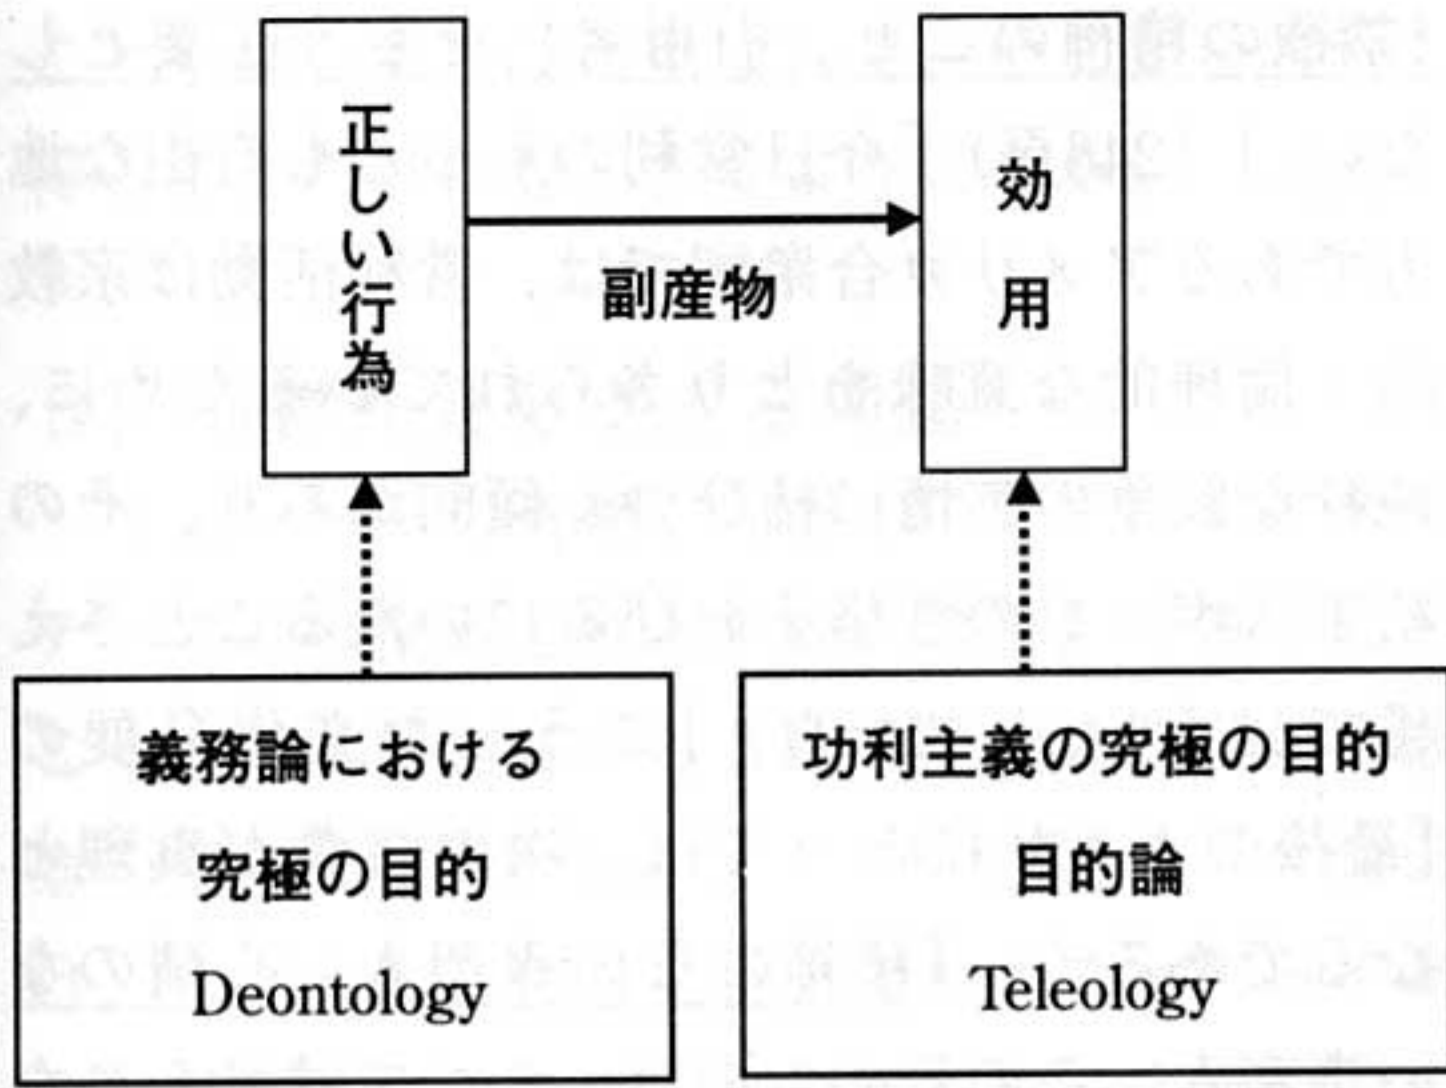 正しい行為
効用
副産物
義務論における
究極の目的
Deontology
功利主義の究極の目的
目的論
Teleology